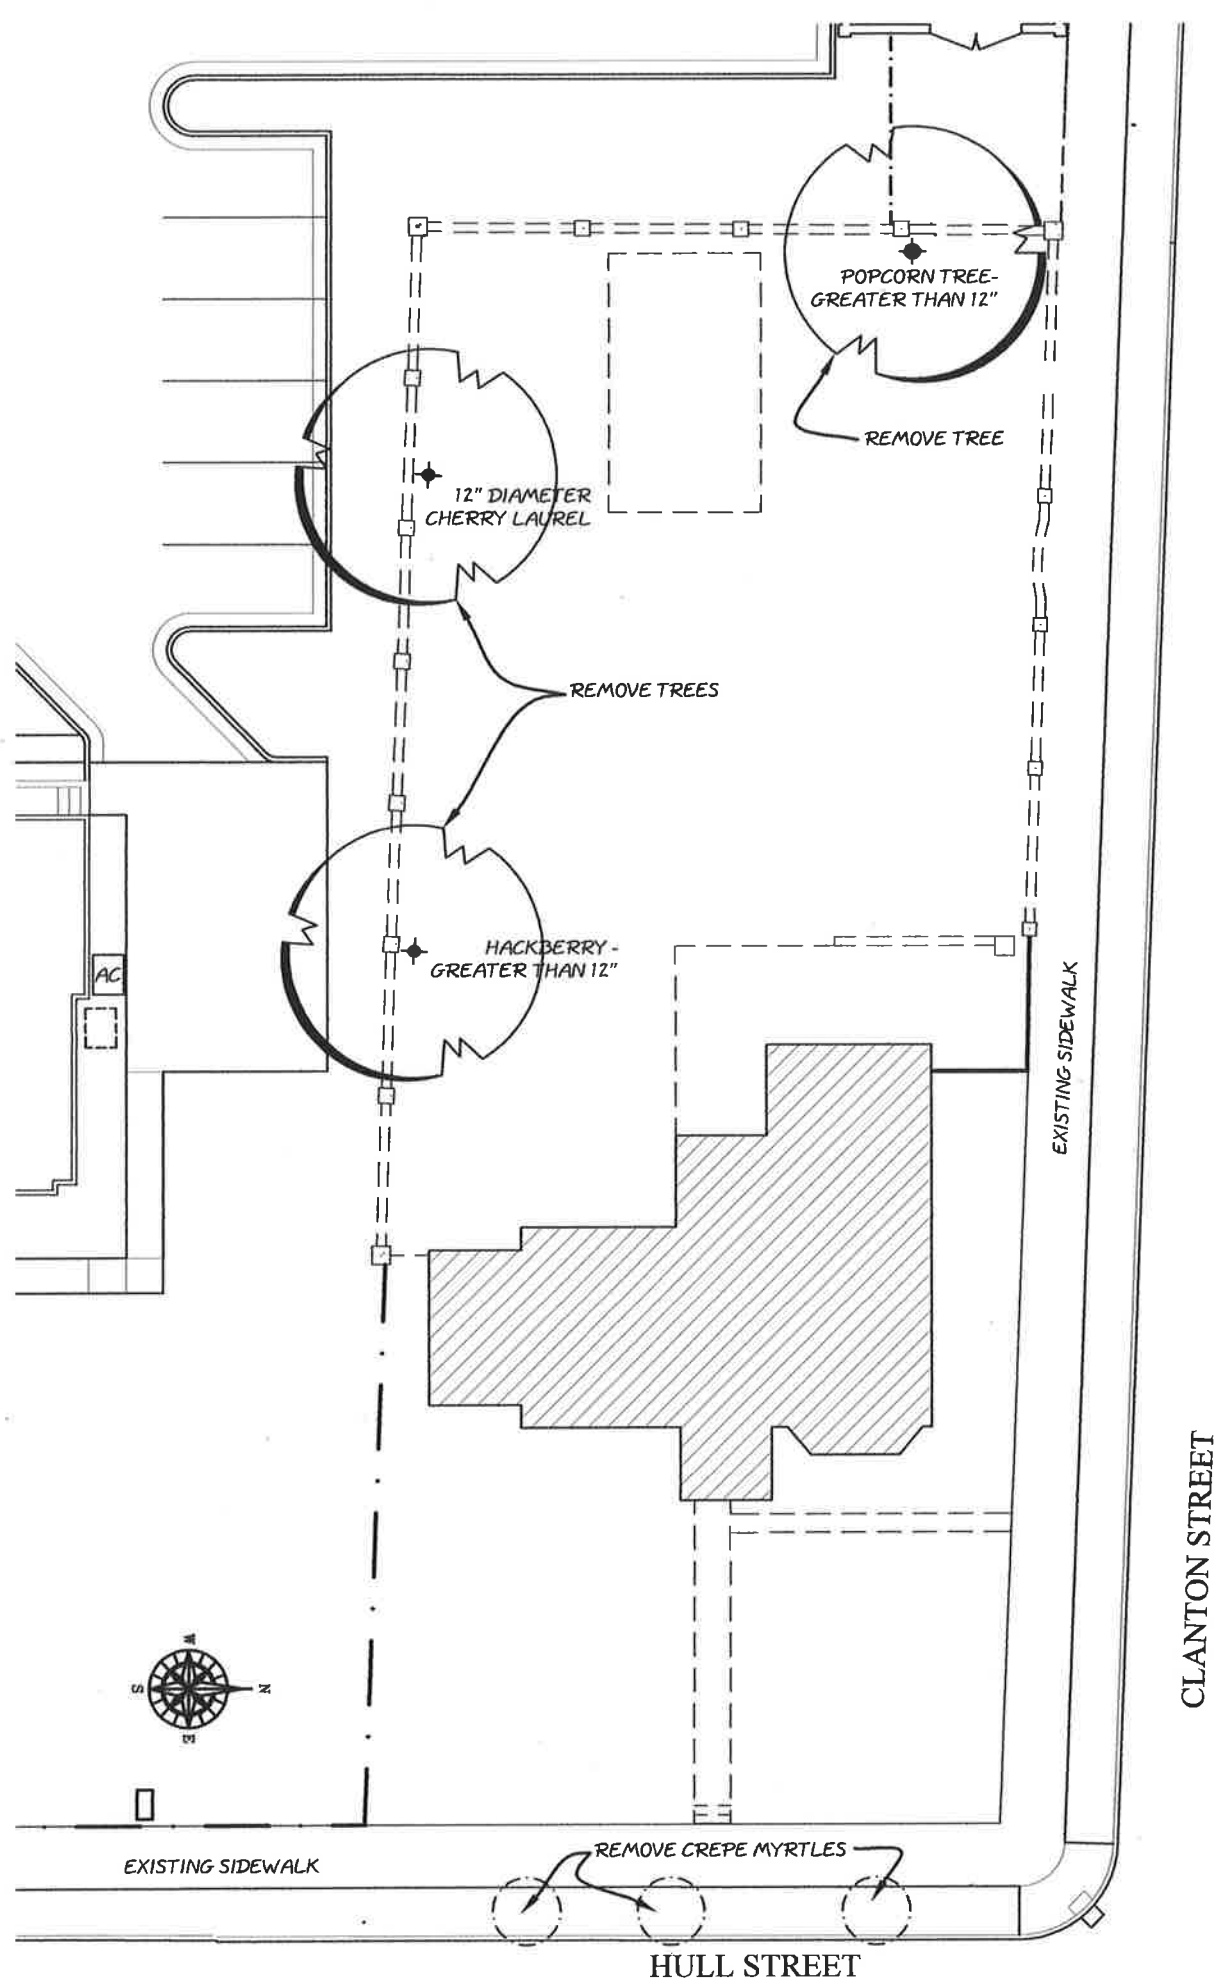 POPCORN TREE-
GREATER THAN 12"
REMOVE TREE
12" DIAMETER
CHERRY LAUREL
REMOVE TREES
HACKBERRY -
GREATER THAN 12"
AC
EXISTING SIDEWALK
CLANTON STREET
W
S
N
E
REMOVE CREPE MYRTLES
EXISTING SIDEWALK
HULL STREET